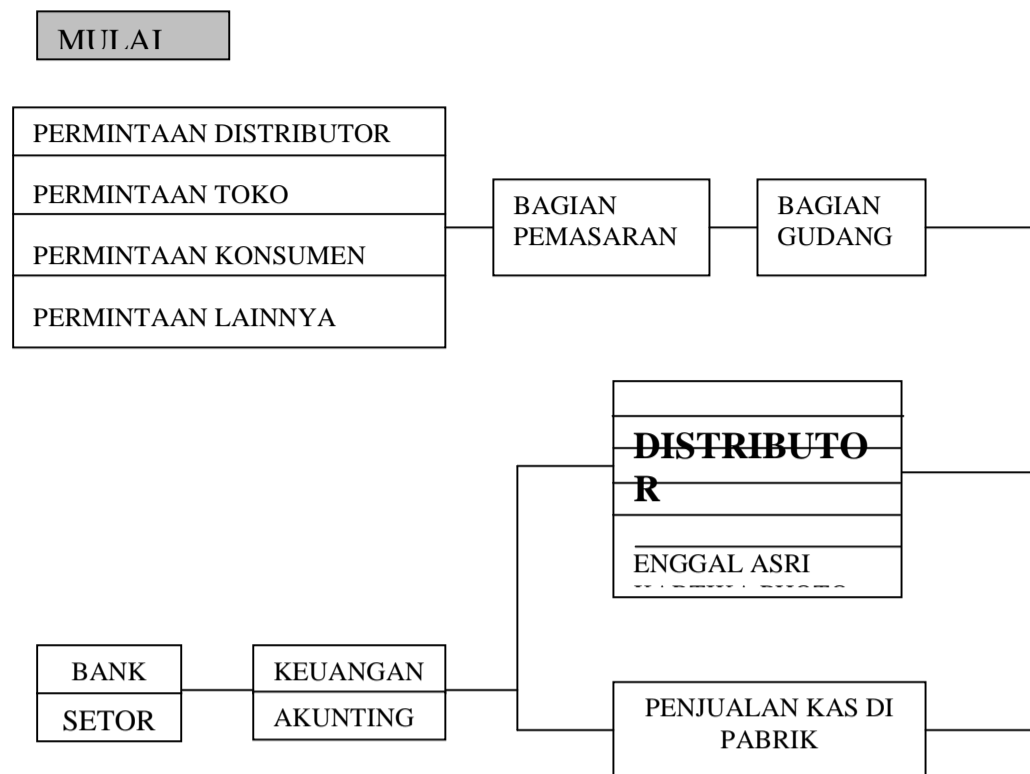 MULAI
PERMINTAAN DISTRIBUTOR
PERMINTAAN TOKO
PERMINTAAN KONSUMEN
PERMINTAAN LAINNYA
BAGIAN
PEMASARAN
BAGIAN
GUDANG
DISTRIBUTO
R
ENGGAL ASRI
BANK
SETOR
KEUANGAN
AKUNTING
PENJUALAN KAS DI
PABRIK